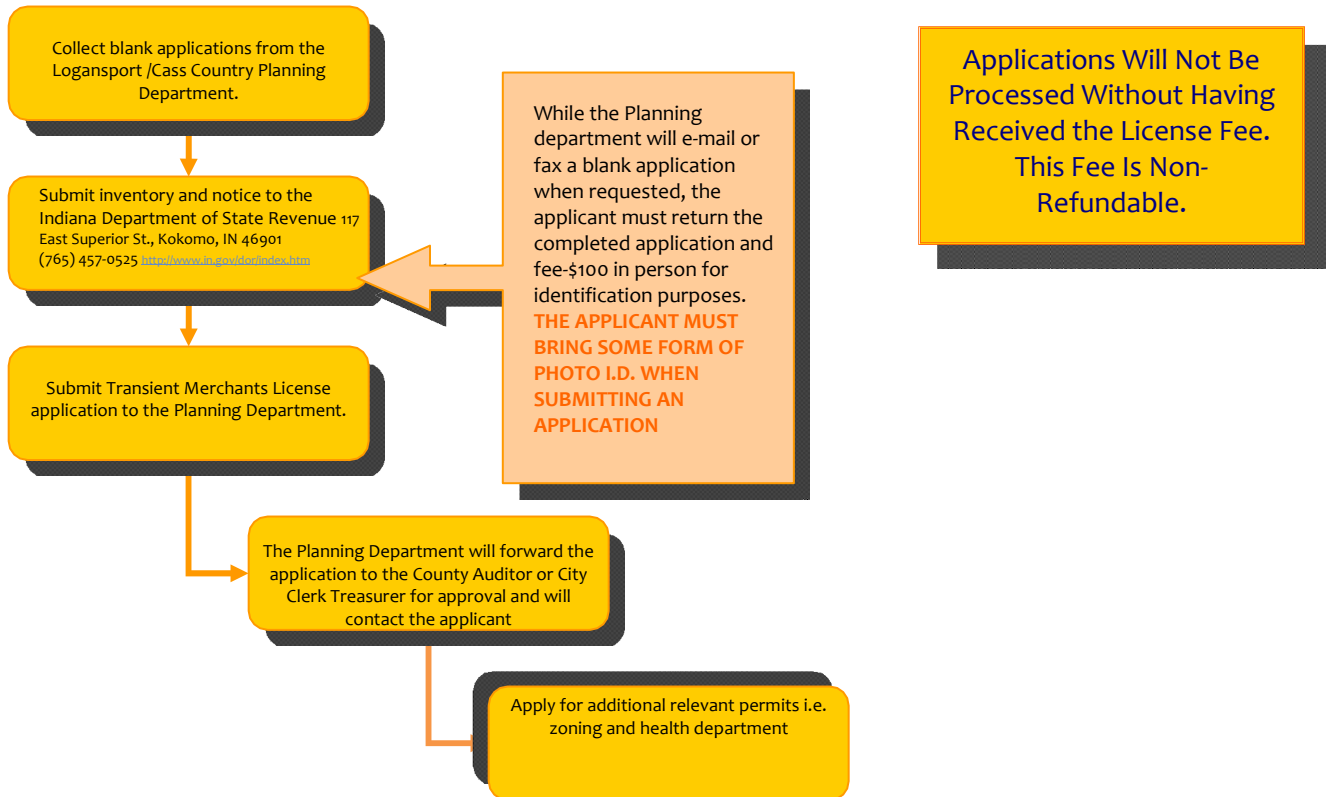 Collect blank applications from the
Logansport /Cass Country Planning
Department.
Submit inventory and notice to the
Indiana Department of State Revenue 117
East Superior St., Kokomo, IN 46901
(765) 457-0525 http://www.in.gov/dor/index.htm
Submit Transient Merchants License
application to the Planning Department.
While the Planning
department will e-mail or
fax a blank application
when requested, the
applicant must return the
completed application and
fee-$100 in person for
identification purposes.
THE APPLICANT MUST
BRING SOME FORM OF
PHOTO I.D. WHEN
SUBMITTING AN
APPLICATION
Applications Will Not Be
Processed Without Having
Received the License Fee.
This Fee Is Non-
Refundable.
The Planning Department will forward the
application to the County Auditor or City
Clerk Treasurer for approval and will
contact the applicant
Apply for additional relevant permits i.e.
zoning and health department